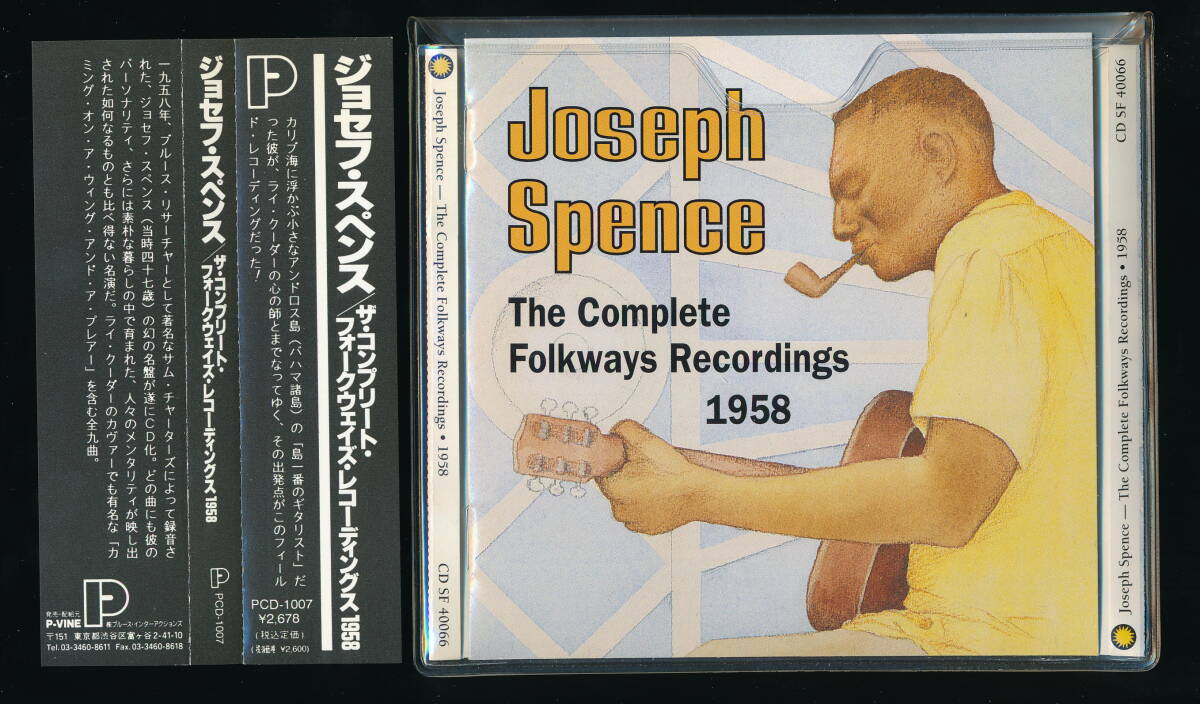 一九五八年、ブルース・リサーチャーとして著名なサム・チャーターズによって録音さ
れた、ジョセフ・スペンス(当時四十七歳)の幻の名盤が遂にCD化。どの曲にも彼の
パーソナリティ、さらには素朴な暮らしの中で育まれた、人々のメンタリティが映し出
された如何なるものとも比べ得ない名演だ。ライ・クーダーのカヴァーでも有名な「カ
ミング・オン・ア・ウィング・アンド・ア・プレアー」を含む全九曲。
発売・配給元
P-VINE
㈱ブルース・インターアクションズ
〒151 東京都渋谷区富ヶ谷2-41-10
Tel.03-3460-8611 Fax.03-3460-8618
ジョセフ・スペンス/ザ・コンプリート・
フォークウェイズ・レコーディングス 1958
PCD-1007
ジョセフ・スペンス/ザ・コンプリート・
フォークウェイズ・レコーディングス 1958
カリブ海に浮かぶ小さなアンドロス島(バハマ諸島)の「島一番のギタリスト」だ
った彼が、ライ・クーダーの心の師とまでなってゆく、その出発点がこのフィール
ド・レコーディングだった!
PCD-1007
¥2,678
(税込定価)
(税抜価格 ¥2,600)
Joseph Spence — The Complete Folkways Recordings • 1958
CD SF 40066
Joseph
Spence
The Complete
Folkways Recordings
1958
CD SF 40066
Joseph Spence — The Complete Folkways Recordings • 1958